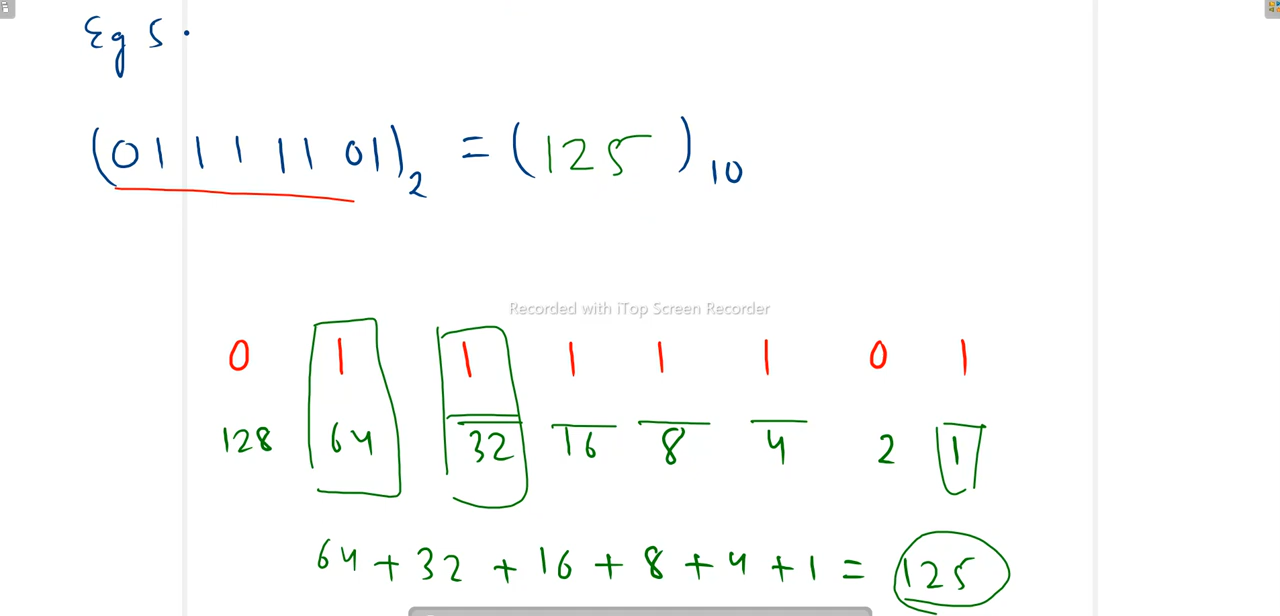 Eg 5.
(01111101)₂ = (125)₁₀
Recorded with iTop Screen Recorder
0 1 1 1 1 1 0 1
128 64 32 16 8 4 2 1
64 + 32 + 16 + 8 + 4 + 1 = 125